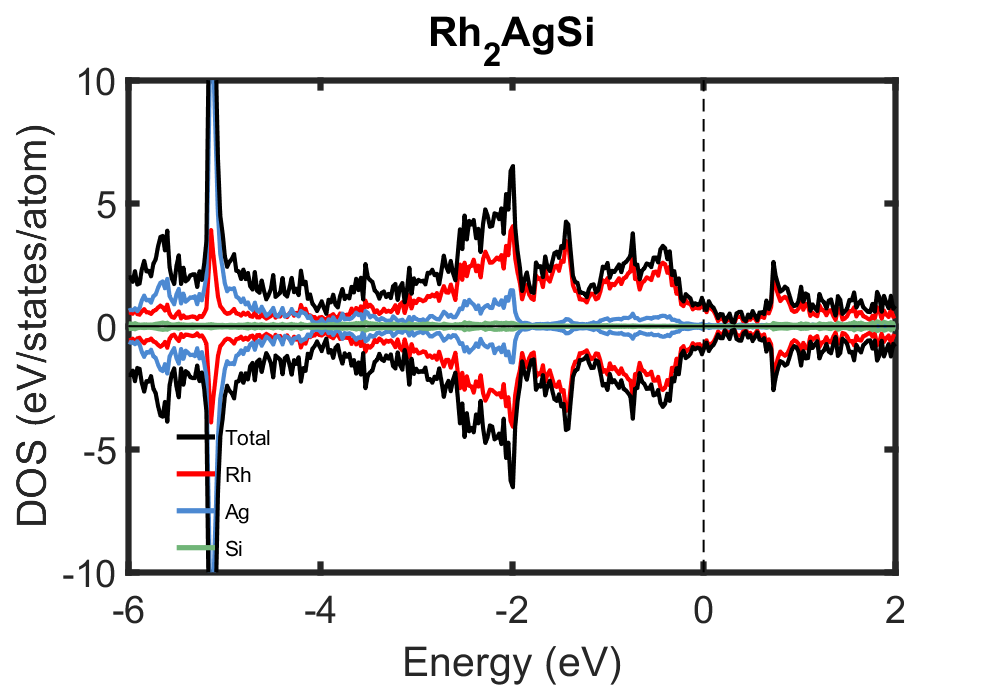 Rh2AgSi
10
5
0
-5
-10
DOS (eV/states/atom)
Total
Rh
Ag
Si
-6 -4 -2 0 2
Energy (eV)